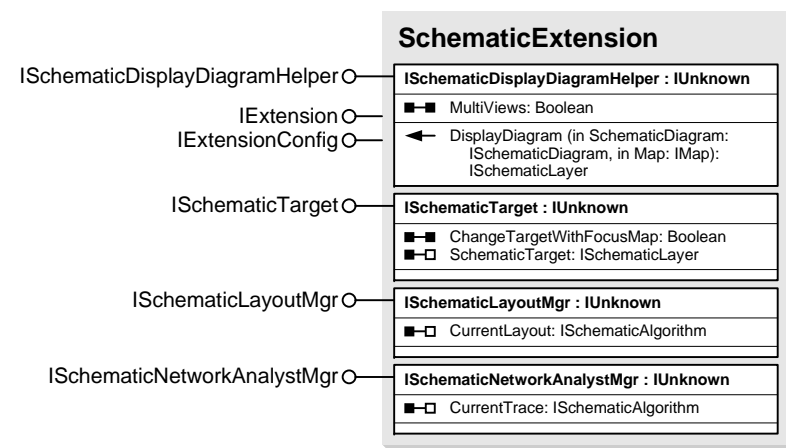 SchematicExtension
ISchematicDisplayDiagramHelper
ISchematicDisplayDiagramHelper : IUnknown
MultiViews: Boolean
IExtension
IExtensionConfig
DisplayDiagram (in SchematicDiagram:
ISchematicDiagram, in Map: IMap):
ISchematicLayer
ISchematicTarget
ISchematicTarget : IUnknown
ChangeTargetWithFocusMap: Boolean
SchematicTarget: ISchematicLayer
ISchematicLayoutMgr
ISchematicLayoutMgr : IUnknown
CurrentLayout: ISchematicAlgorithm
ISchematicNetworkAnalystMgr
ISchematicNetworkAnalystMgr : IUnknown
CurrentTrace: ISchematicAlgorithm